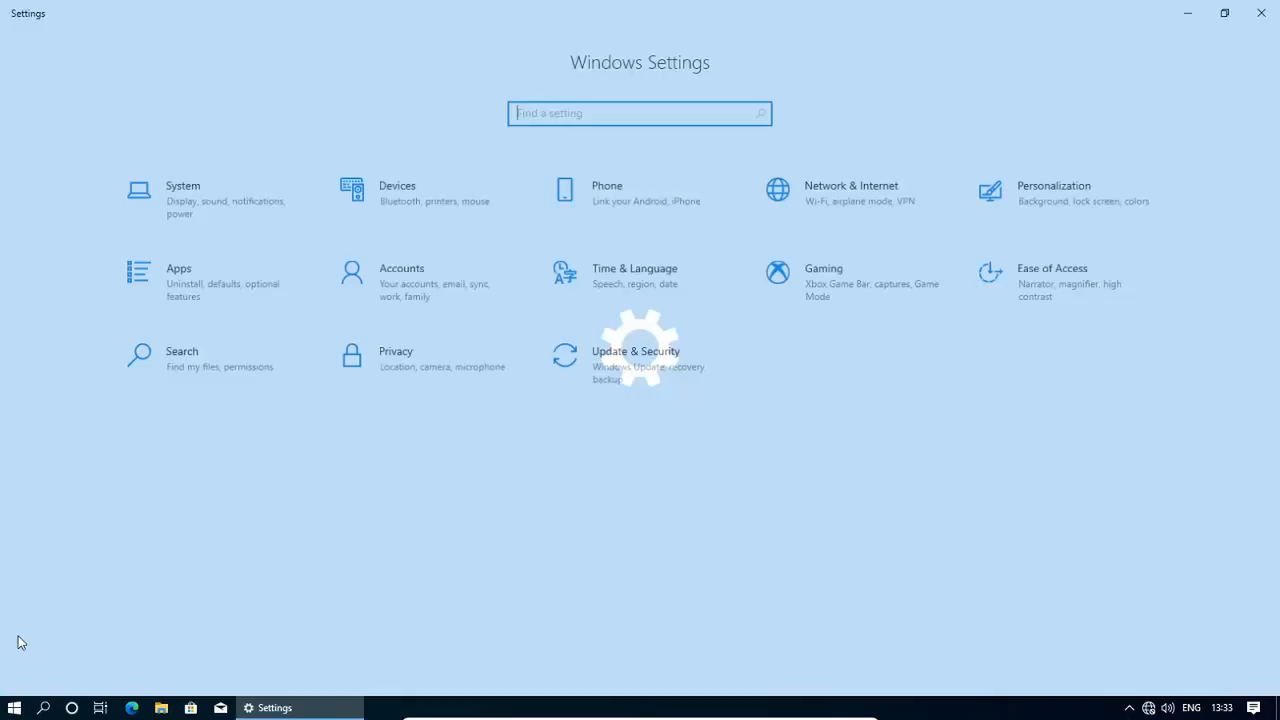 Settings
Windows Settings
Find a setting
System
Display, sound, notifications,
power
Devices
Bluetooth, printers, mouse
Phone
Link your Android, iPhone
Network & Internet
Wi-Fi, airplane mode, VPN
Personalization
Background, lock screen, colors
Apps
Uninstall, defaults, optional
features
Accounts
Your accounts, email, sync,
work, family
Time & Language
Speech, region, date
Gaming
Xbox Game Bar, captures, Game
Mode
Ease of Access
Narrator, magnifier, high
contrast
Search
Find my files, permissions
Privacy
Location, camera, microphone
Update & Security
Windows Update, recovery
backup
Settings
ENG
13:33